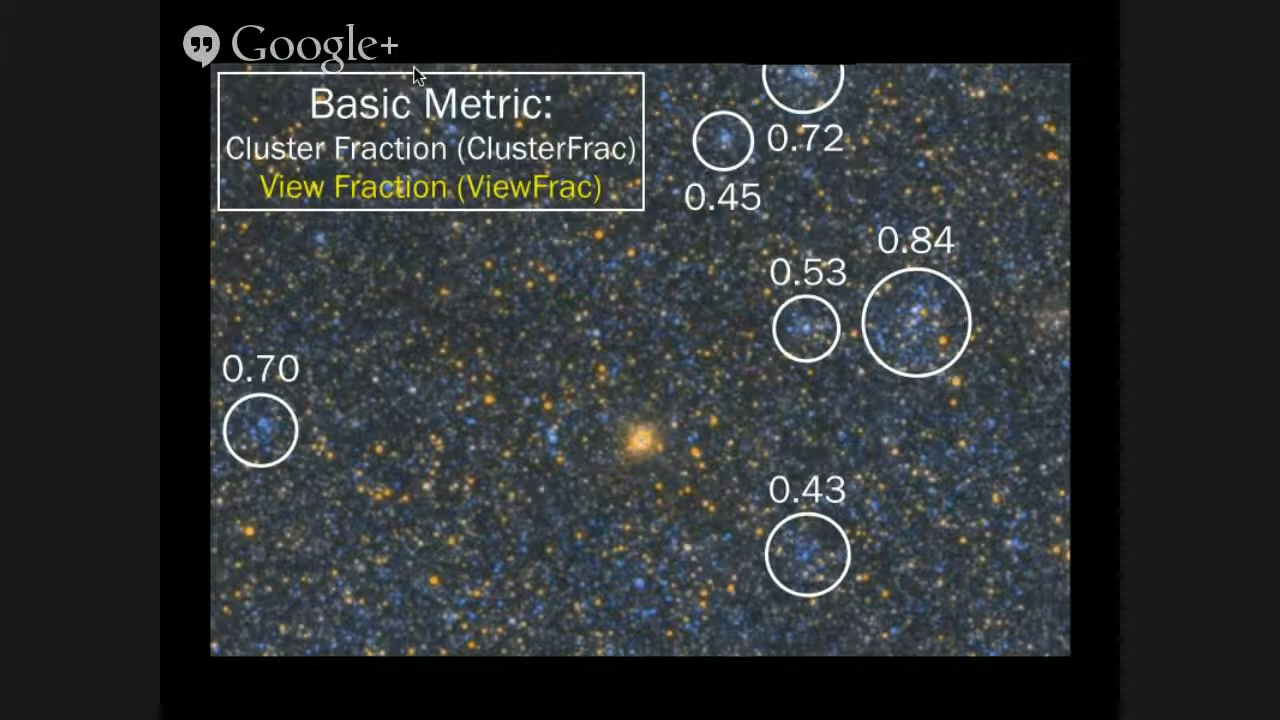 Google+
Basic Metric:
Cluster Fraction (ClusterFrac)
View Fraction (ViewFrac)
0.72
0.45
0.84
0.53
0.70
0.43